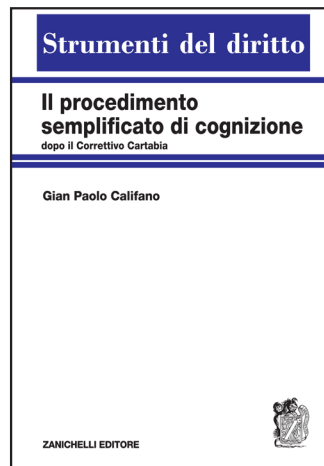 Strumenti del diritto
Il procedimento
semplificato di cognizione
dopo il Correttivo Cartabia
Gian Paolo Califano
ZANICHELLI EDITORE